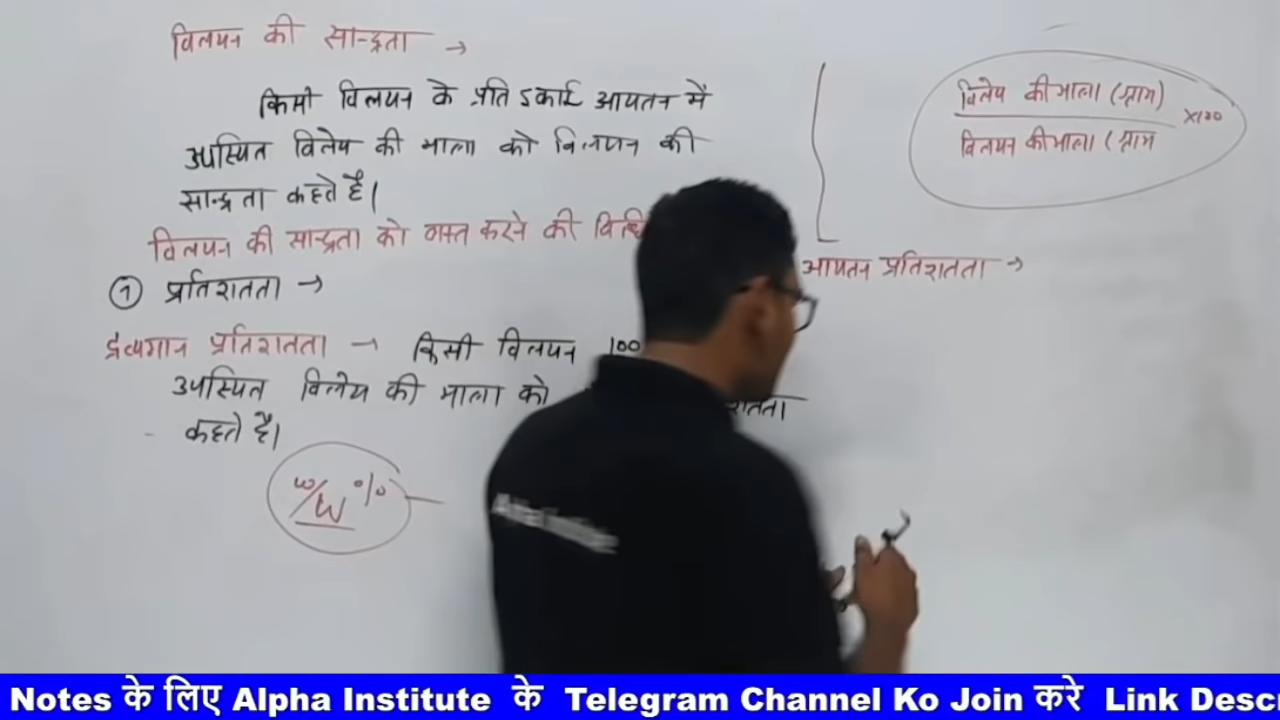 विलयन की सान्द्रता →
किसी विलयन के प्रति इकाई आयतन में
उपस्थित विलेय की मात्रा को विलयन की
सान्द्रता कहते है।
विलयन की सान्द्रता को व्यक्त करने की विधि
① प्रतिशतता →
द्रव्यमान प्रतिशतता → किसी विलयन 100
उपस्थित विलेय की मात्रा को
कहते है।
w/W %
विलेय की मात्रा (ग्राम)
विलयन की मात्रा (ग्राम
×100
आयतन प्रतिशतता →
Notes के लिए Alpha Institute के Telegram Channel Ko Join करे Link Desc